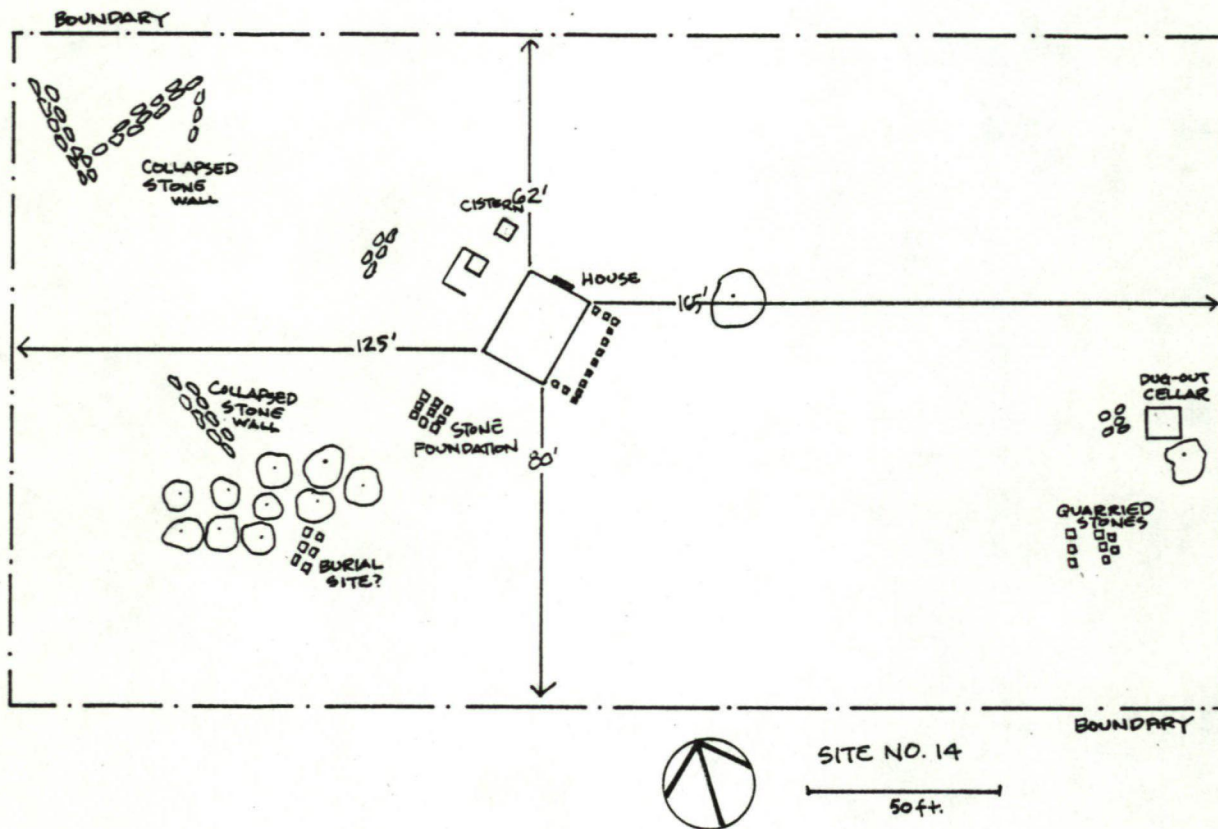 BOUNDARY
COLLAPSED
STONE
WALL
62'
CISTERN
HOUSE
165'
125'
COLLAPSED
STONE
WALL
STONE
FOUNDATION
80'
DUG-OUT
CELLAR
QUARRIED
STONES
BURIAL
SITE?
BOUNDARY
SITE NO. 14
50 ft.